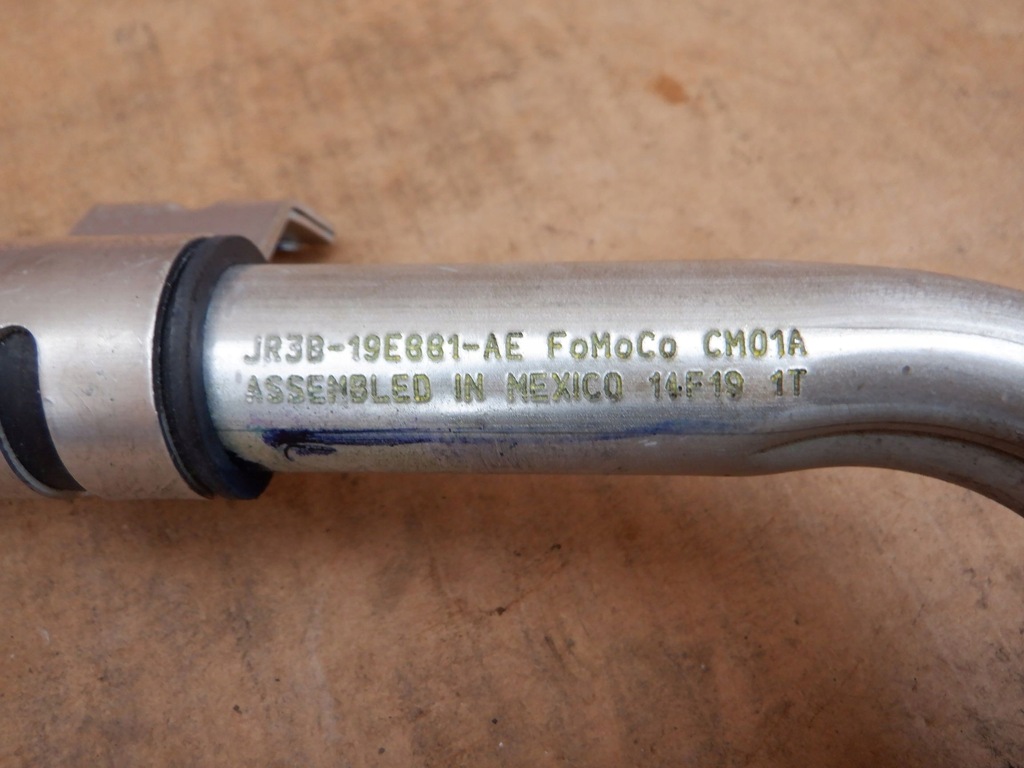 JR3B-19E881-AE FoMoCo CM01A
ASSEMBLED IN MEXICO 14F19 1T